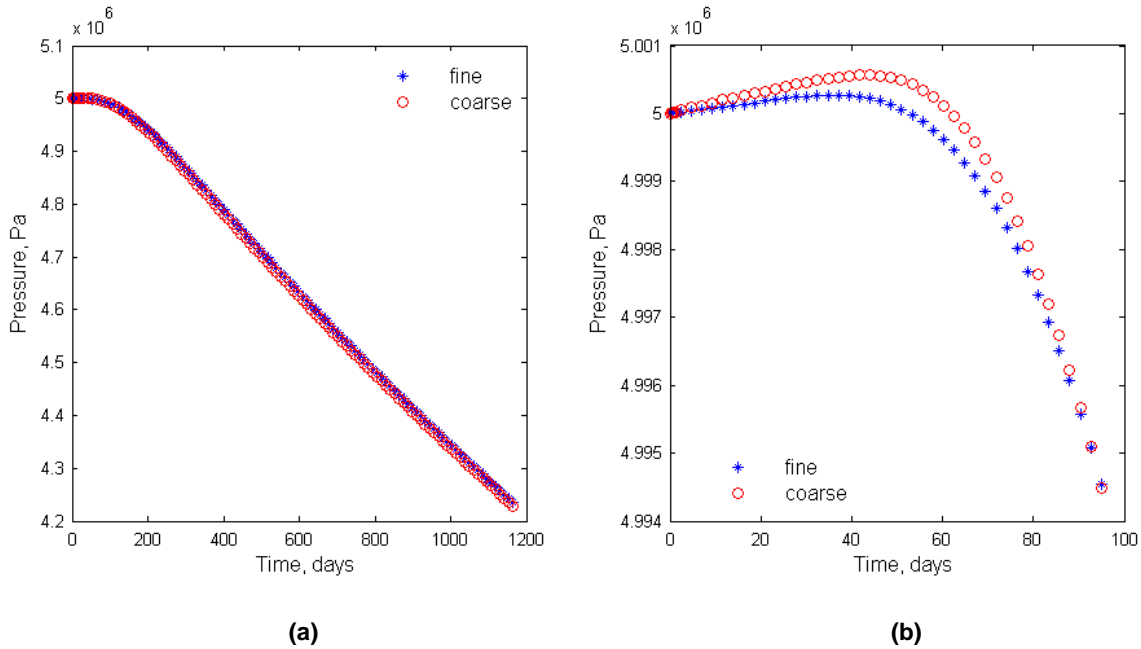 x 10^6
5.1
5
4.9
4.8
4.7
4.6
4.5
4.4
4.3
4.2
Pressure, Pa
fine
coarse
0 200 400 600 800 1000 1200
Time, days
(a)
x 10^6
5.001
5
4.999
4.998
4.997
4.996
4.995
4.994
Pressure, Pa
fine
coarse
0 20 40 60 80 100
Time, days
(b)